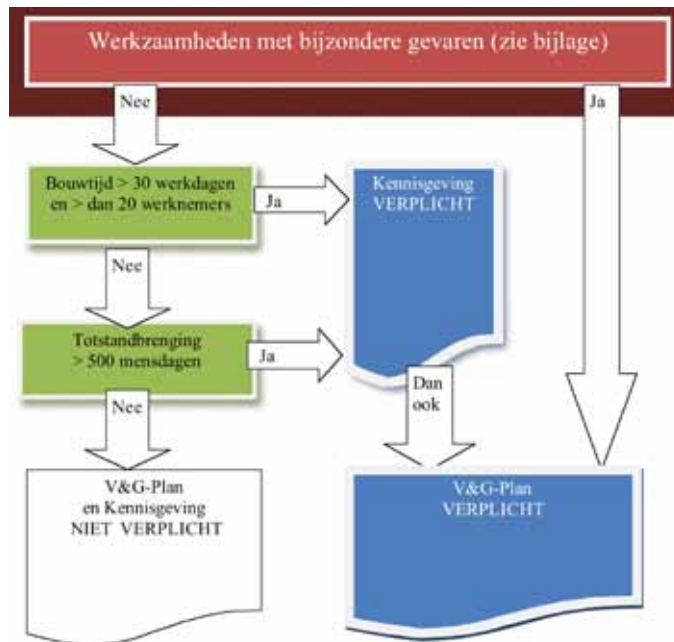 Werkzaamheden met bijzondere gevaren (zie bijlage)
Nee
Ja
Bouwtijd > 30 werkdagen
en > dan 20 werknemers
Ja
Kennisgeving
VERPLICHT
Nee
Totstandbrenging
> 500 mensdagen
Ja
Nee
Dan
ook
V&G-Plan
en Kennisgeving
NIET VERPLICHT
V&G-Plan
VERPLICHT